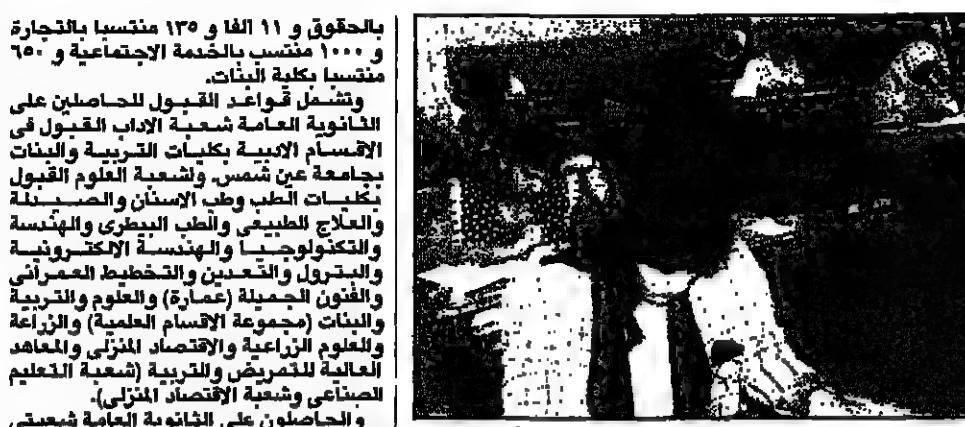 بالحقوق و ١١ الفا و ١٣٥ منتسبا بالتجارة
و ١٠٠٠ منتسب بالخدمة الاجتماعية و ٦٥٠
منتسبا بكلية البنات.
وتشمل قواعد القبول للحاصلين على
الثانوية العامة شعبة الاداب القبول فى
الاقسام الادبية بكليات التربية والبنات
بجامعة عين شمس. ولشعبة العلوم القبول
بكليات الطب وطب الاسنان والصيدلة
والعلاج الطبيعى والطب البيطرى والهندسة
والتكنولوجيا والهندسة الالكترونية
والبترول والتعدين والتخطيط العمرانى
والفنون الجميلة (عمارة) والعلوم والتربية
والبنات (مجموعة الاقسام العلمية) والزراعة
والعلوم الزراعية والاقتصاد المنزلى والمعاهد
العالية للتمريض والتربية (شعبة التعليم
الصناعى وشعبة الاقتصاد المنزلى).
والحاصلون على الثانوية العامة شعبتى